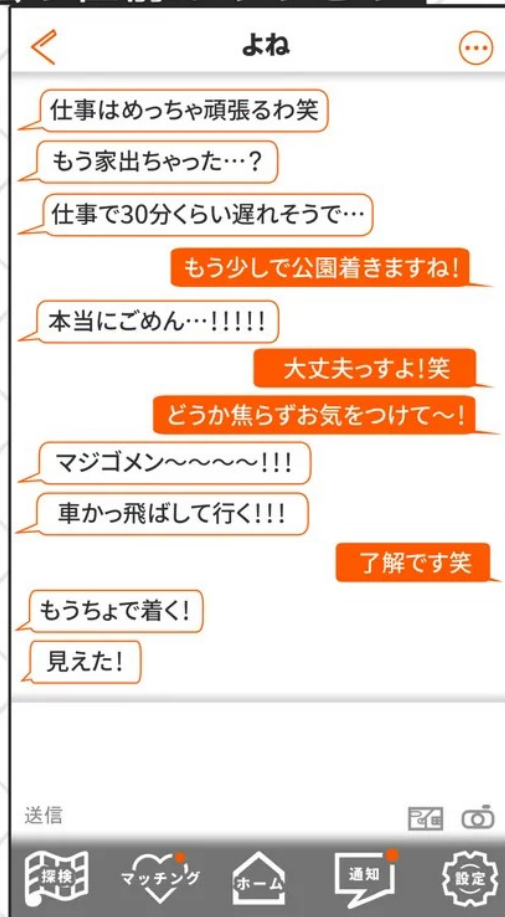 よね
仕事はめっちゃ頑張るわ笑
もう家出ちゃった…？
仕事で30分くらい遅れそうで…
もう少しで公園着きますね！
本当にごめん…！！！！！
大丈夫っすよ！笑
どうか焦らずお気をつけて～！
マジゴメン～～～～！！！
車かっ飛ばして行く！！！
了解です笑
もうちょで着く！
見えた！
送信
探検 マッチング ホーム 通知 設定